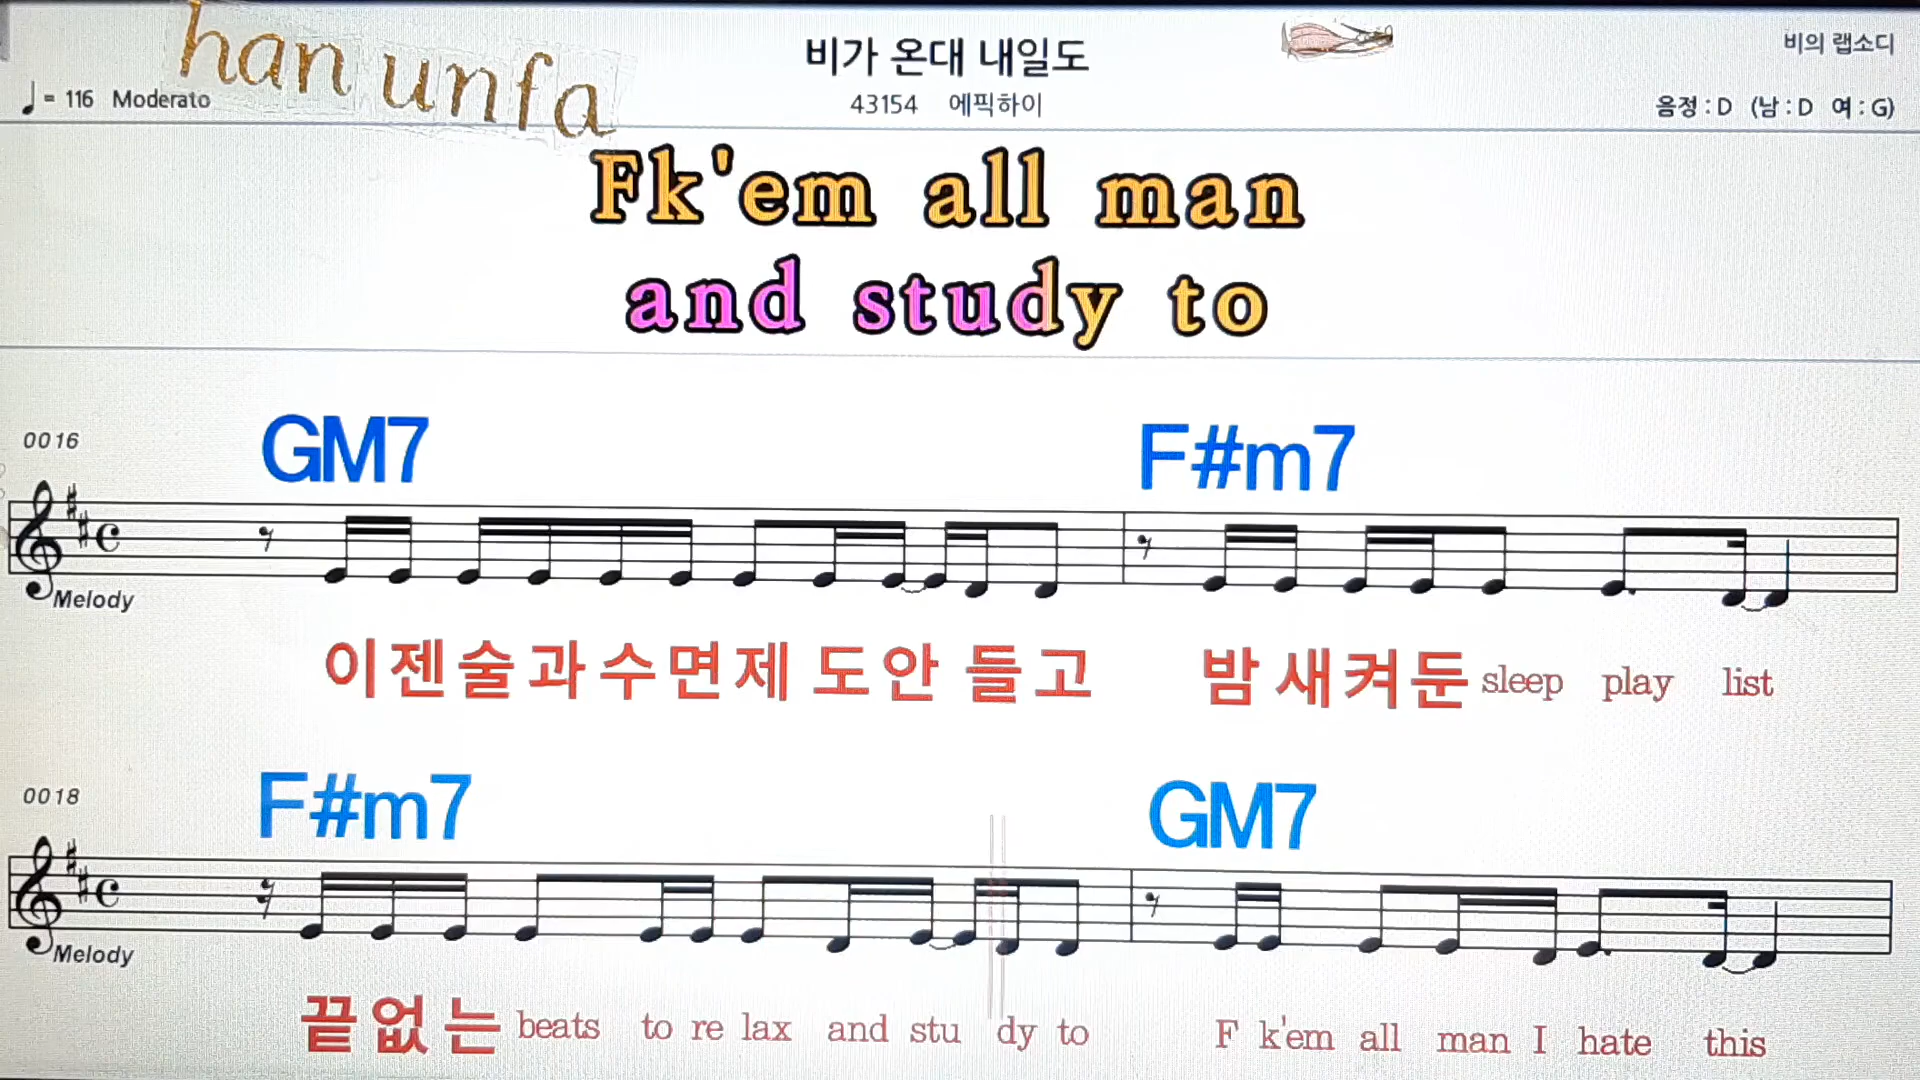 han unfa
비가 온대 내일도
비의 랩소디
♩= 116 Moderato
43154 에픽하이
음정 : D (남 : D 여 : G)
Fk'em all man
and study to
0016
GM7 F#m7
Melody
이젠술과수면제 도안 들고 밤새켜둔 sleep play list
0018
F#m7 GM7
Melody
끝없는 beats to re lax and stu dy to F k'em all man I hate this